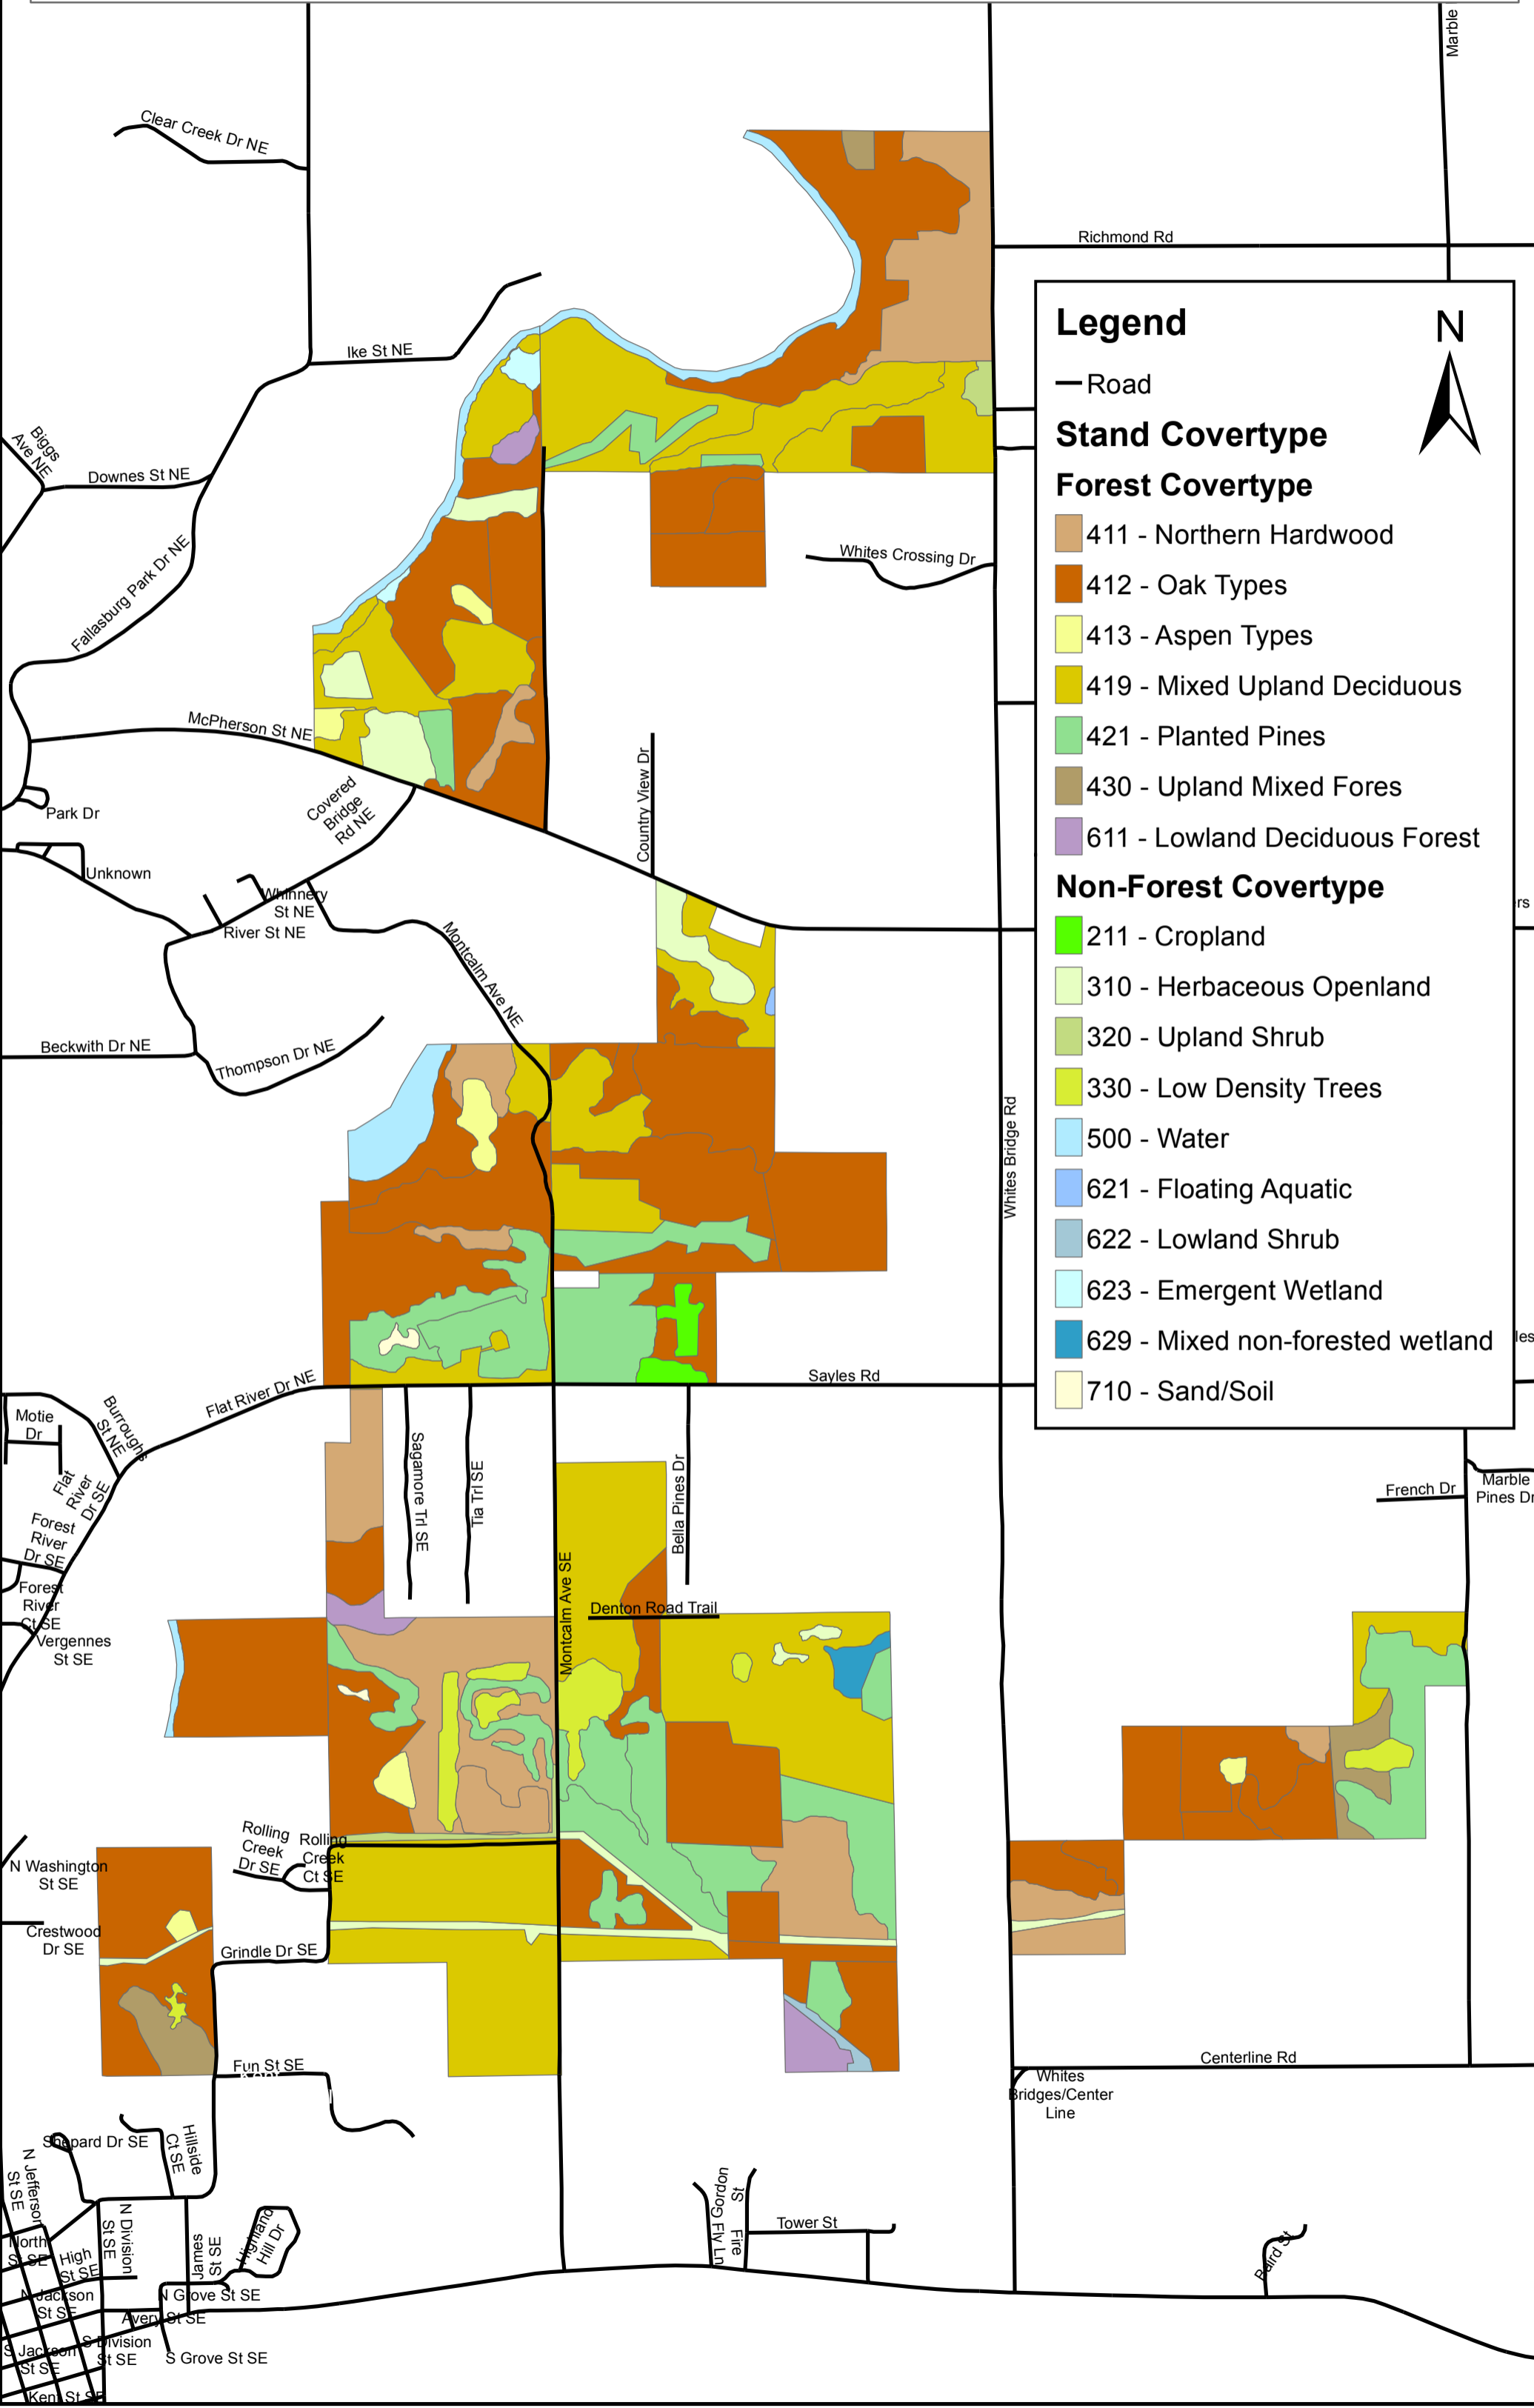 Marble
Clear Creek Dr NE
Richmond Rd
Ike St NE
Biggs
Ave NE
Downes St NE
Fallasburg Park Dr NE
Whites Crossing Dr
McPherson St NE
Covered
Bridge
Rd NE
Country View Dr
Park Dr
Unknown
Whinnery
St NE
River St NE
Montcalm Ave NE
Beckwith Dr NE
Thompson Dr NE
Whites Bridge Rd
Legend
N
Road
Stand Covertype
Forest Covertype
411 - Northern Hardwood
412 - Oak Types
413 - Aspen Types
419 - Mixed Upland Deciduous
421 - Planted Pines
430 - Upland Mixed Fores
611 - Lowland Deciduous Forest
Non-Forest Covertype
211 - Cropland
310 - Herbaceous Openland
320 - Upland Shrub
330 - Low Density Trees
500 - Water
621 - Floating Aquatic
622 - Lowland Shrub
623 - Emergent Wetland
629 - Mixed non-forested wetland
710 - Sand/Soil
rs
les
Sayles Rd
Flat River Dr NE
Burroughs
St NE
Motie
Dr
Flat
River
Dr SE
Forest
River
Dr SE
Forest
River
Ct SE
Vergennes
St SE
Sagamore Trl SE
Tia Trl SE
Bella Pines Dr
Montcalm Ave SE
Denton Road Trail
French Dr
Marble
Pines Dr
Rolling
Creek
Dr SE
Rolling
Creek
Ct SE
N Washington
St SE
Crestwood
Dr SE
Grindle Dr SE
Fun St SE
Centerline Rd
Whites
Bridges/Center
Line
Shepard Dr SE
Hillside
Ct SE
N Jefferson
St SE
N Division
St SE
James
St SE
Highland
Hill Dr
North
St SE
High
St SE
N Jackson
St SE
N Grove St SE
Avery St SE
S Division
St SE
S Jackson
St SE
S Grove St SE
Kent St SE
Gordon
Fly Ln
Fire
St
Tower St
Baird St